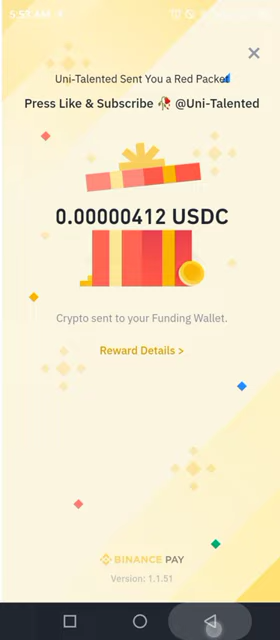 5:51 AM
Uni-Talented Sent You a Red Packet
Press Like & Subscribe 🥀 @Uni-Talented
0.00000412 USDC
Crypto sent to your Funding Wallet.
Reward Details >
BINANCE PAY
Version: 1.1.51